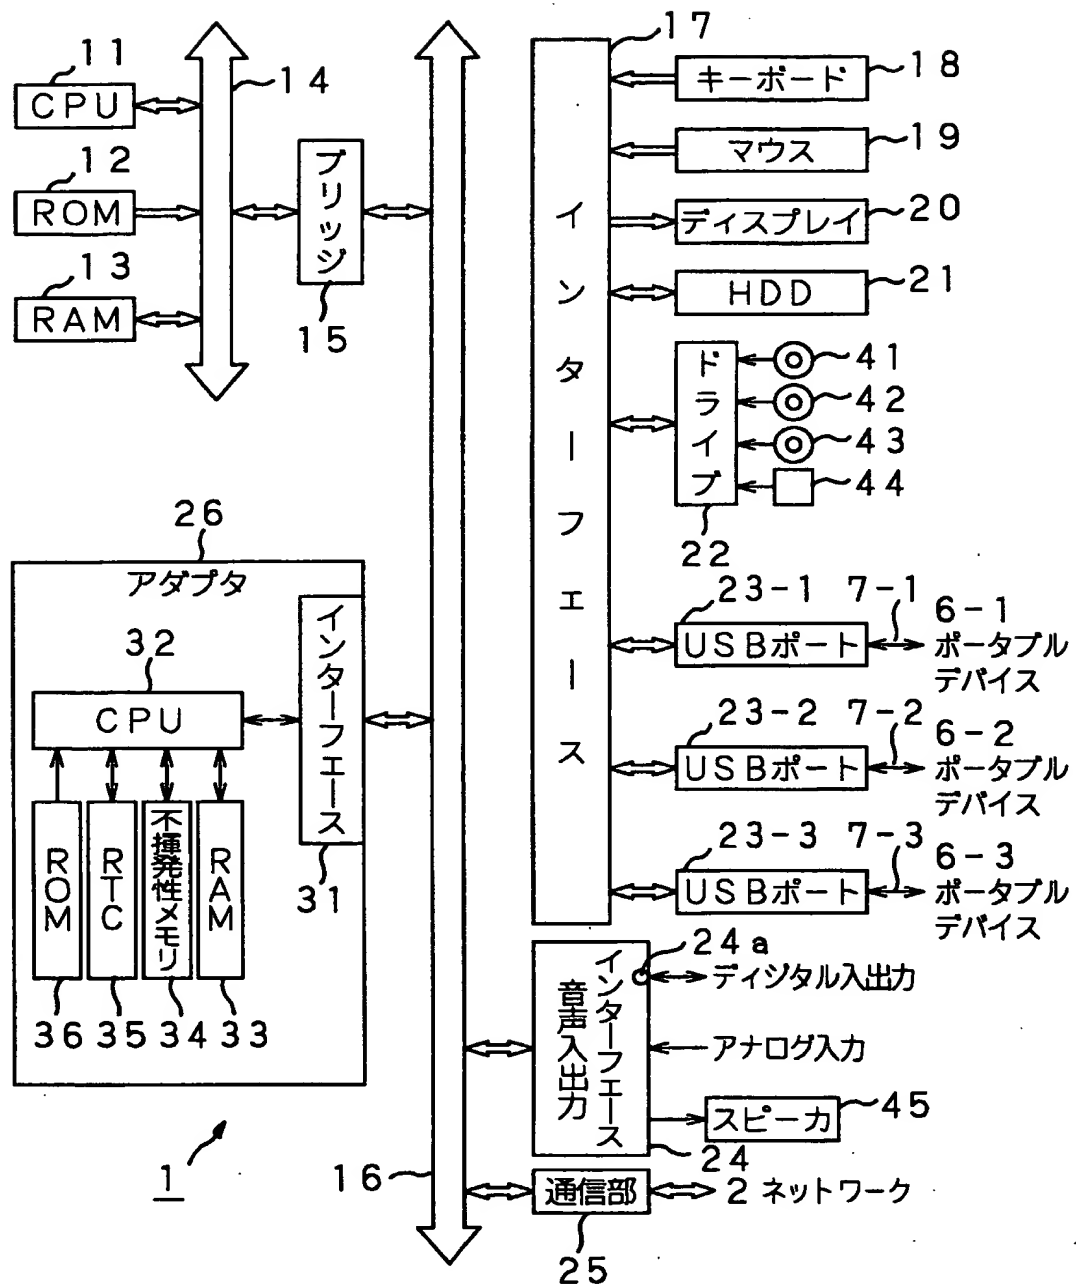 11
CPU
12
ROM
13
RAM
14
ブリッジ
15
16
17
インターフェース
18
キーボード
19
マウス
20
ディスプレイ
21
HDD
ドライブ
22
41
42
43
44
23-1
USBポート
7-1
6-1
ポータブル
デバイス
23-2
USBポート
7-2
6-2
ポータブル
デバイス
23-3
USBポート
7-3
6-3
ポータブル
デバイス
26
アダプタ
インターフェース
31
32
CPU
ROM
RTC
不揮発性メモリ
RAM
36
35
34
33
音声入出力
インターフェース
24a
ディジタル入出力
アナログ入力
スピーカ
45
24
通信部
25
2 ネットワーク
1